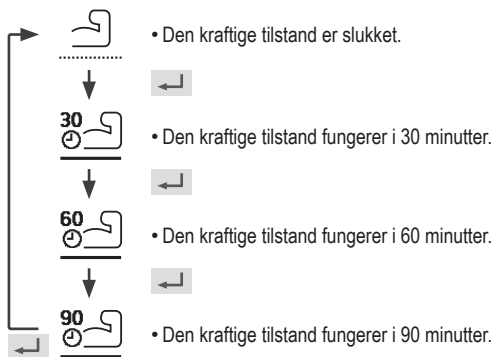 • Den kraftige tilstand er slukket.
30
• Den kraftige tilstand fungerer i 30 minutter.
60
• Den kraftige tilstand fungerer i 60 minutter.
90
• Den kraftige tilstand fungerer i 90 minutter.